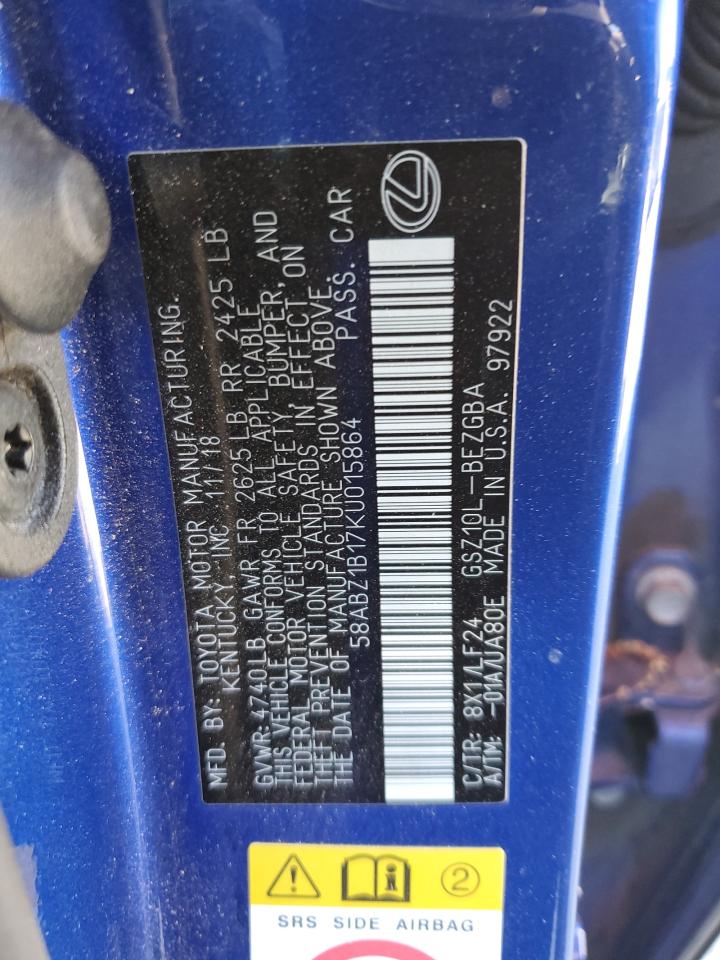 MFD. BY: TOYOTA MOTOR MANUFACTURING.
KENTUCKY, INC 11/18
GVWR 4740LB GAWR FR 2625 LB RR 2425 LB
THIS VEHICLE CONFORMS TO ALL APPLICABLE
FEDERAL MOTOR VEHICLE SAFETY, BUMPER, AND
THEFT PREVENTION STANDARDS IN EFFECT ON
THE DATE OF MANUFACTURE SHOWN ABOVE.
58ABZ1B17KU015864 PASS. CAR
C/TR: 8X1/LF24 GSZ10L-BEZGBA
A/TM: -01A/UA80E MADE IN U.S.A. 97922
2
SRS SIDE AIRBAG